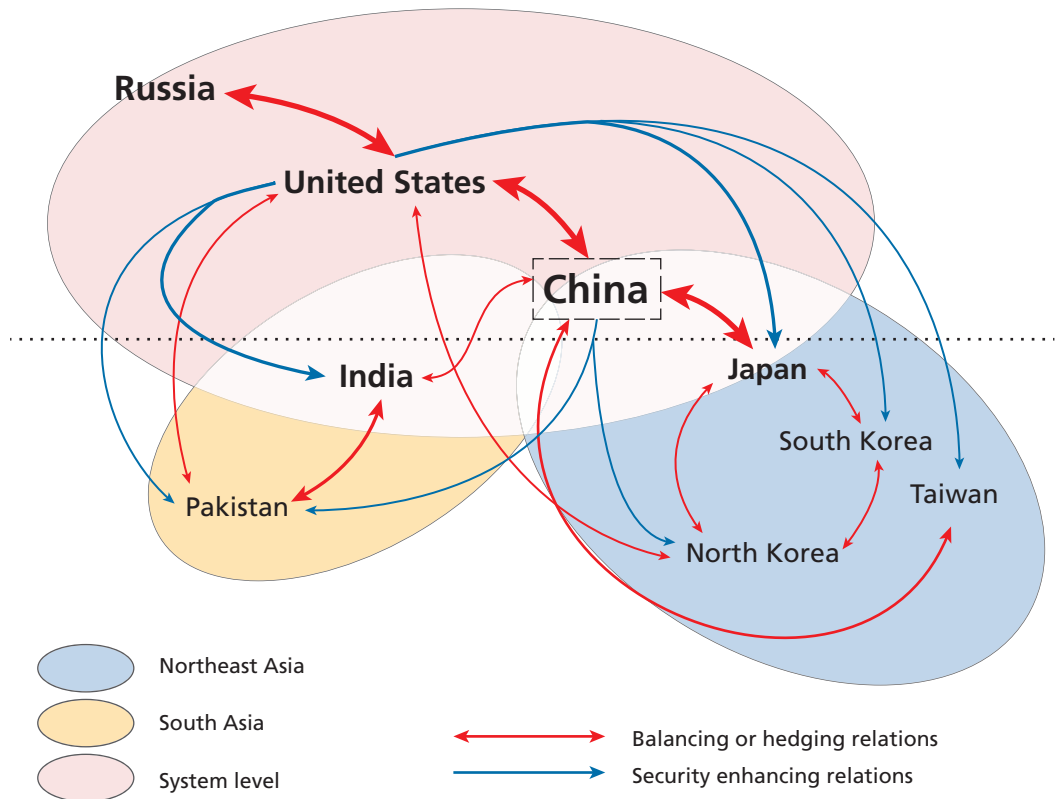 Russia
United States
China
India
Japan
South Korea
Pakistan
Taiwan
North Korea
Northeast Asia
South Asia
System level
Balancing or hedging relations
Security enhancing relations